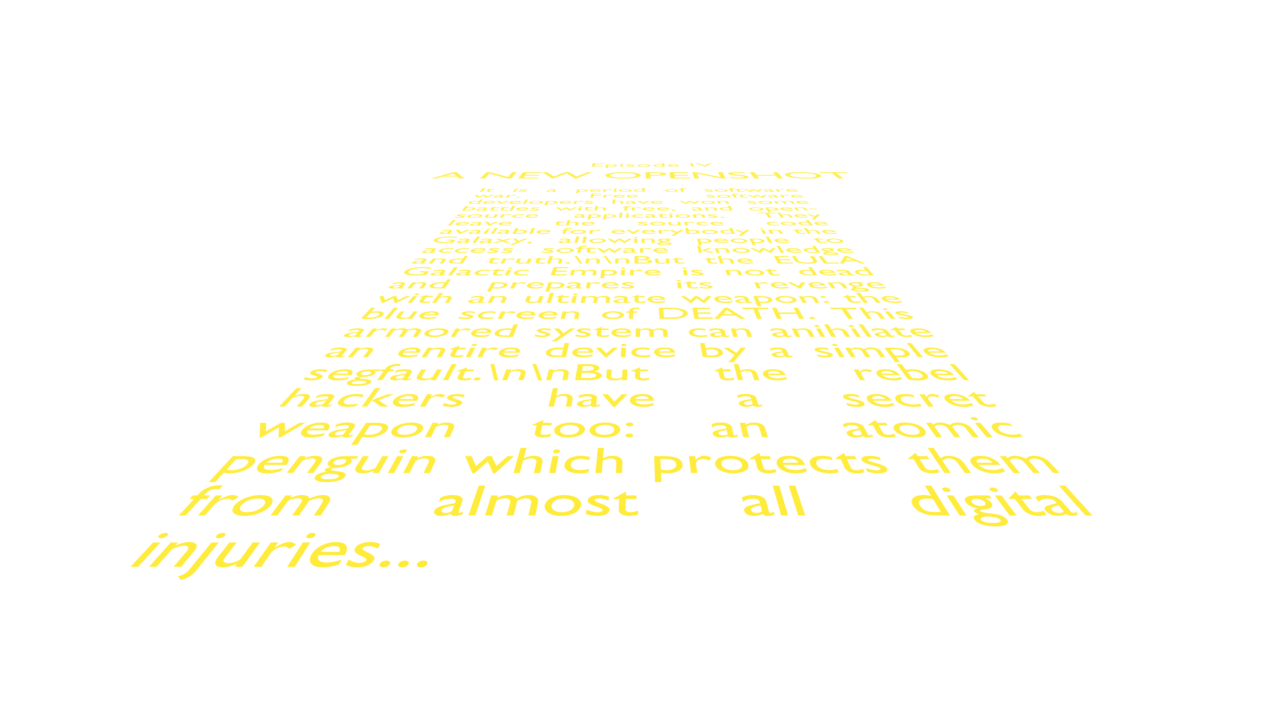 Episode IV
A NEW OPENSHOT
It is a period of software
war. Free software
developers have won some
battles with free, and open-
source applications. They
leave the source code
available for everybody in the
Galaxy, allowing people to
access software knowledge
and truth.\n\nBut the EULA
Galactic Empire is not dead
and prepares its revenge
with an ultimate weapon: the
blue screen of DEATH. This
armored system can anihilate
an entire device by a simple
segfault.\n\nBut the rebel
hackers have a secret
weapon too: an atomic
penguin which protects them
from almost all digital
injuries...